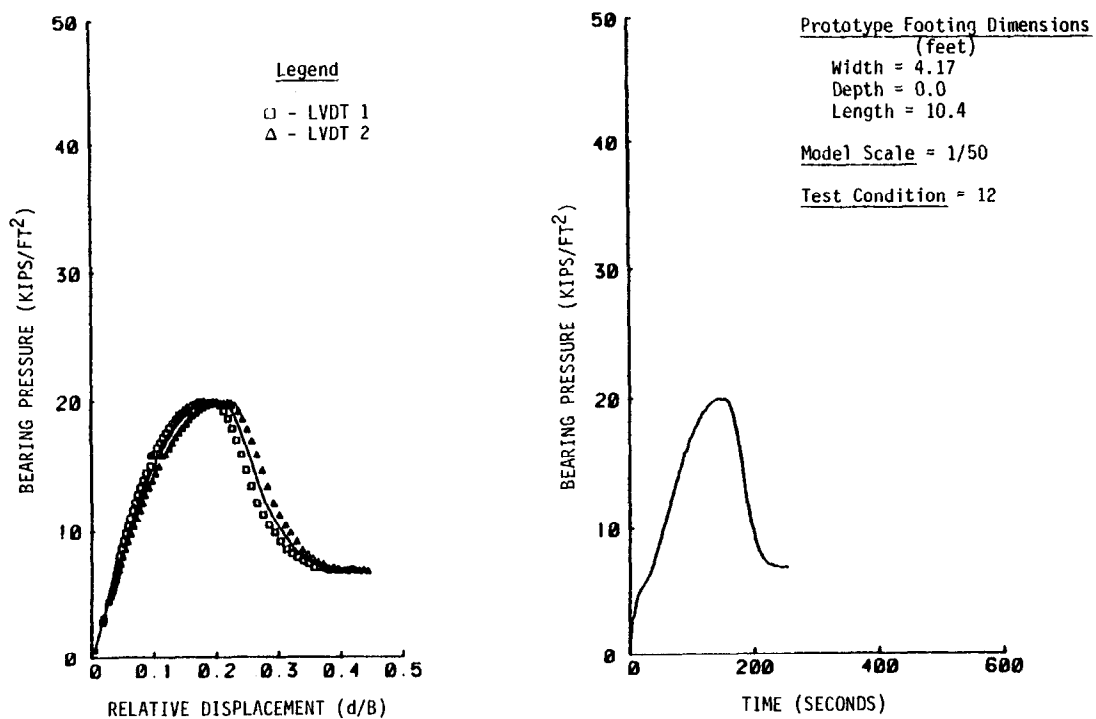 50
40
30
20
10
0
BEARING PRESSURE (KIPS/FT²)
Legend
□ - LVDT 1
△ - LVDT 2
0 0.1 0.2 0.3 0.4 0.5
RELATIVE DISPLACEMENT (d/B)
50
40
30
20
10
0
BEARING PRESSURE (KIPS/FT²)
Prototype Footing Dimensions
(feet)
Width = 4.17
Depth = 0.0
Length = 10.4
Model Scale = 1/50
Test Condition = 12
0 200 400 600
TIME (SECONDS)